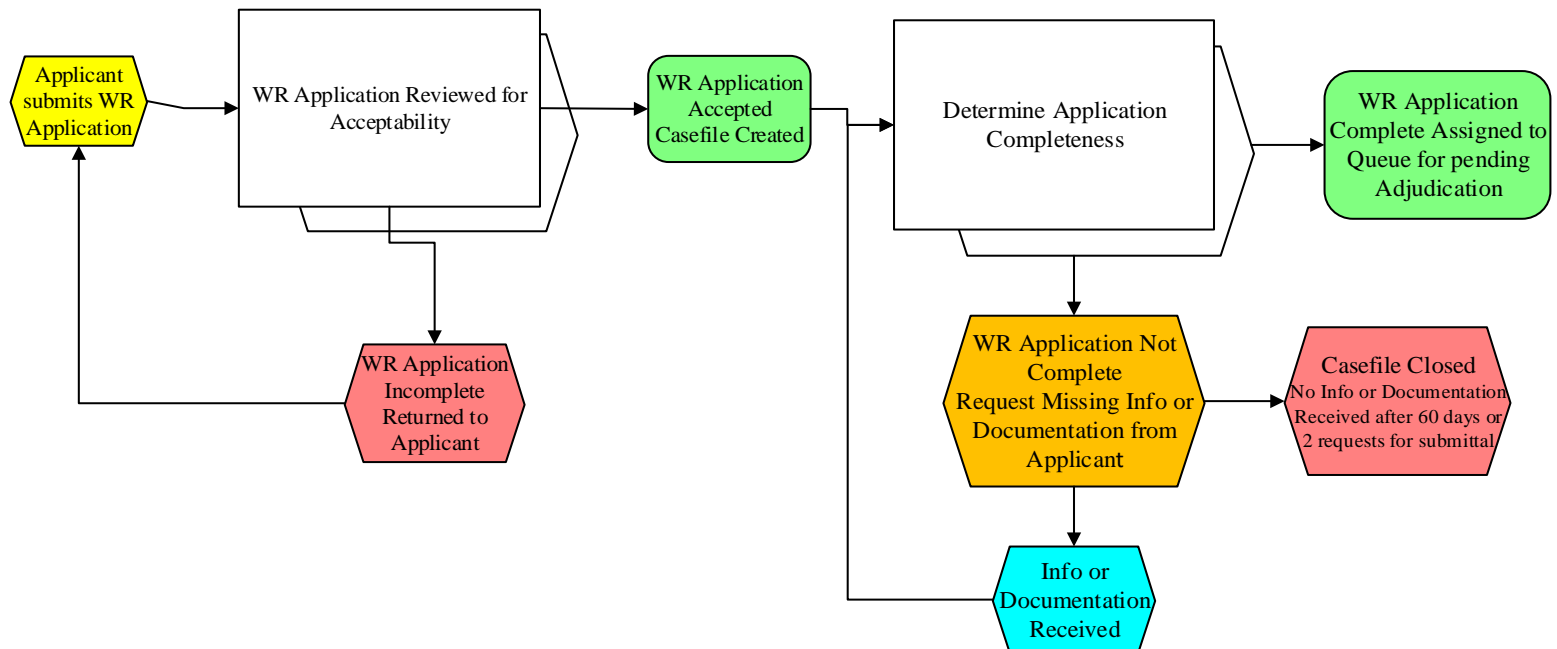 Applicant
submits WR
Application
WR Application Reviewed for
Acceptability
WR Application
Accepted
Casefile Created
Determine Application
Completeness
WR Application
Complete Assigned to
Queue for pending
Adjudication
WR Application
Incomplete
Returned to
Applicant
WR Application Not
Complete
Request Missing Info or
Documentation from
Applicant
Casefile Closed
No Info or Documentation
Received after 60 days or
2 requests for submittal
Info or
Documentation
Received